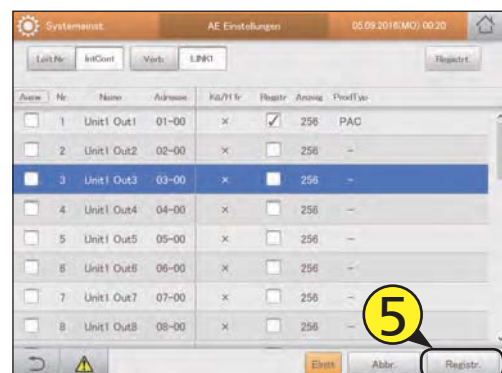 Systemeinst. AE Einstellungen 05.09.2016(MO) 00:20
Leit.Nr IntCont Verb. LINK1 Registrt
Ausw Nr Name Adresse Kä/H fr Registr Anzeig ProdTyp
1 Unit1 Out1 01-00 × ✓ 256 PAC
2 Unit1 Out2 02-00 × 256 -
3 Unit1 Out3 03-00 × 256 -
4 Unit1 Out4 04-00 × 256 -
5 Unit1 Out5 05-00 × 256 -
6 Unit1 Out6 06-00 × 256 -
7 Unit1 Out7 07-00 × 256 -
8 Unit1 Out8 08-00 × 256 -
5
Abbr. Registr.